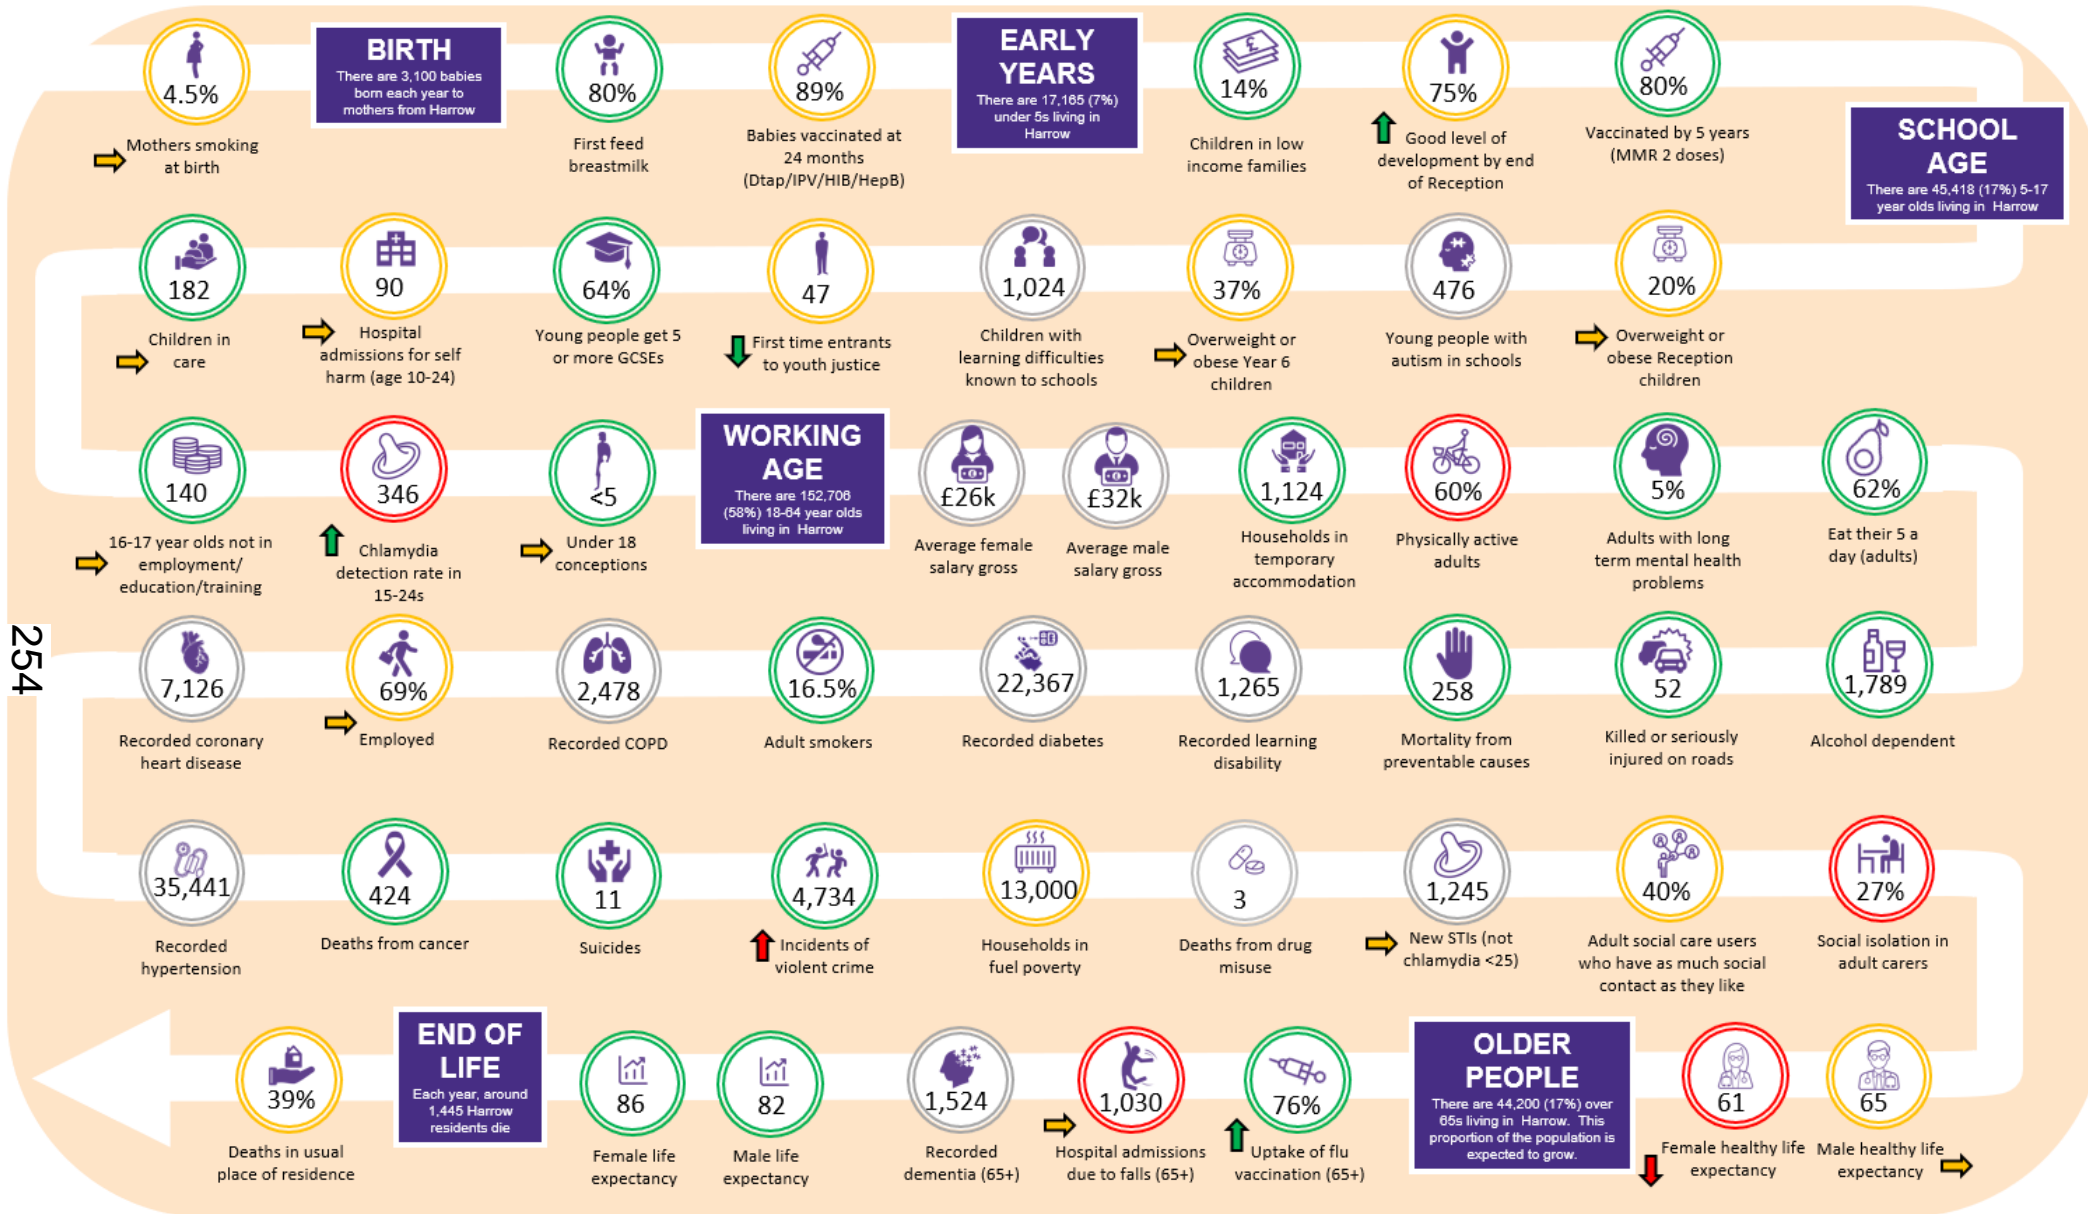 4.5%
Mothers smoking
at birth
BIRTH
There are 3,100 babies
born each year to
mothers from Harrow
80%
First feed
breastmilk
89%
Babies vaccinated at
24 months
(Dtap/IPV/HIB/HepB)
EARLY
YEARS
There are 17,165 (7%)
under 5s living in
Harrow
£
14%
Children in low
income families
75%
Good level of
development by end
of Reception
80%
Vaccinated by 5 years
(MMR 2 doses)
SCHOOL
AGE
There are 45,418 (17%) 5-17
year olds living in Harrow
182
Children in
care
90
Hospital
admissions for self
harm (age 10-24)
64%
Young people get 5
or more GCSEs
47
First time entrants
to youth justice
1,024
Children with
learning difficulties
known to schools
37%
Overweight or
obese Year 6
children
476
Young people with
autism in schools
20%
Overweight or
obese Reception
children
140
16-17 year olds not in
employment/
education/training
346
Chlamydia
detection rate in
15-24s
<5
Under 18
conceptions
WORKING
AGE
There are 152,706
(58%) 18-64 year olds
living in Harrow
£26k
Average female
salary gross
£32k
Average male
salary gross
1,124
Households in
temporary
accommodation
60%
Physically active
adults
5%
Adults with long
term mental health
problems
62%
Eat their 5 a
day (adults)
254
7,126
Recorded coronary
heart disease
69%
Employed
2,478
Recorded COPD
16.5%
Adult smokers
22,367
Recorded diabetes
1,265
Recorded learning
disability
258
Mortality from
preventable causes
52
Killed or seriously
injured on roads
1,789
Alcohol dependent
35,441
Recorded
hypertension
424
Deaths from cancer
11
Suicides
4,734
Incidents of
violent crime
13,000
Households in
fuel poverty
3
Deaths from drug
misuse
1,245
New STIs (not
chlamydia <25)
40%
Adult social care users
who have as much social
contact as they like
27%
Social isolation in
adult carers
39%
Deaths in usual
place of residence
END OF
LIFE
Each year, around
1,445 Harrow
residents die
86
Female life
expectancy
82
Male life
expectancy
1,524
Recorded
dementia (65+)
1,030
Hospital admissions
due to falls (65+)
76%
Uptake of flu
vaccination (65+)
OLDER
PEOPLE
There are 44,200 (17%) over
65s living in Harrow. This
proportion of the population is
expected to grow.
61
Female healthy life
expectancy
65
Male healthy life
expectancy